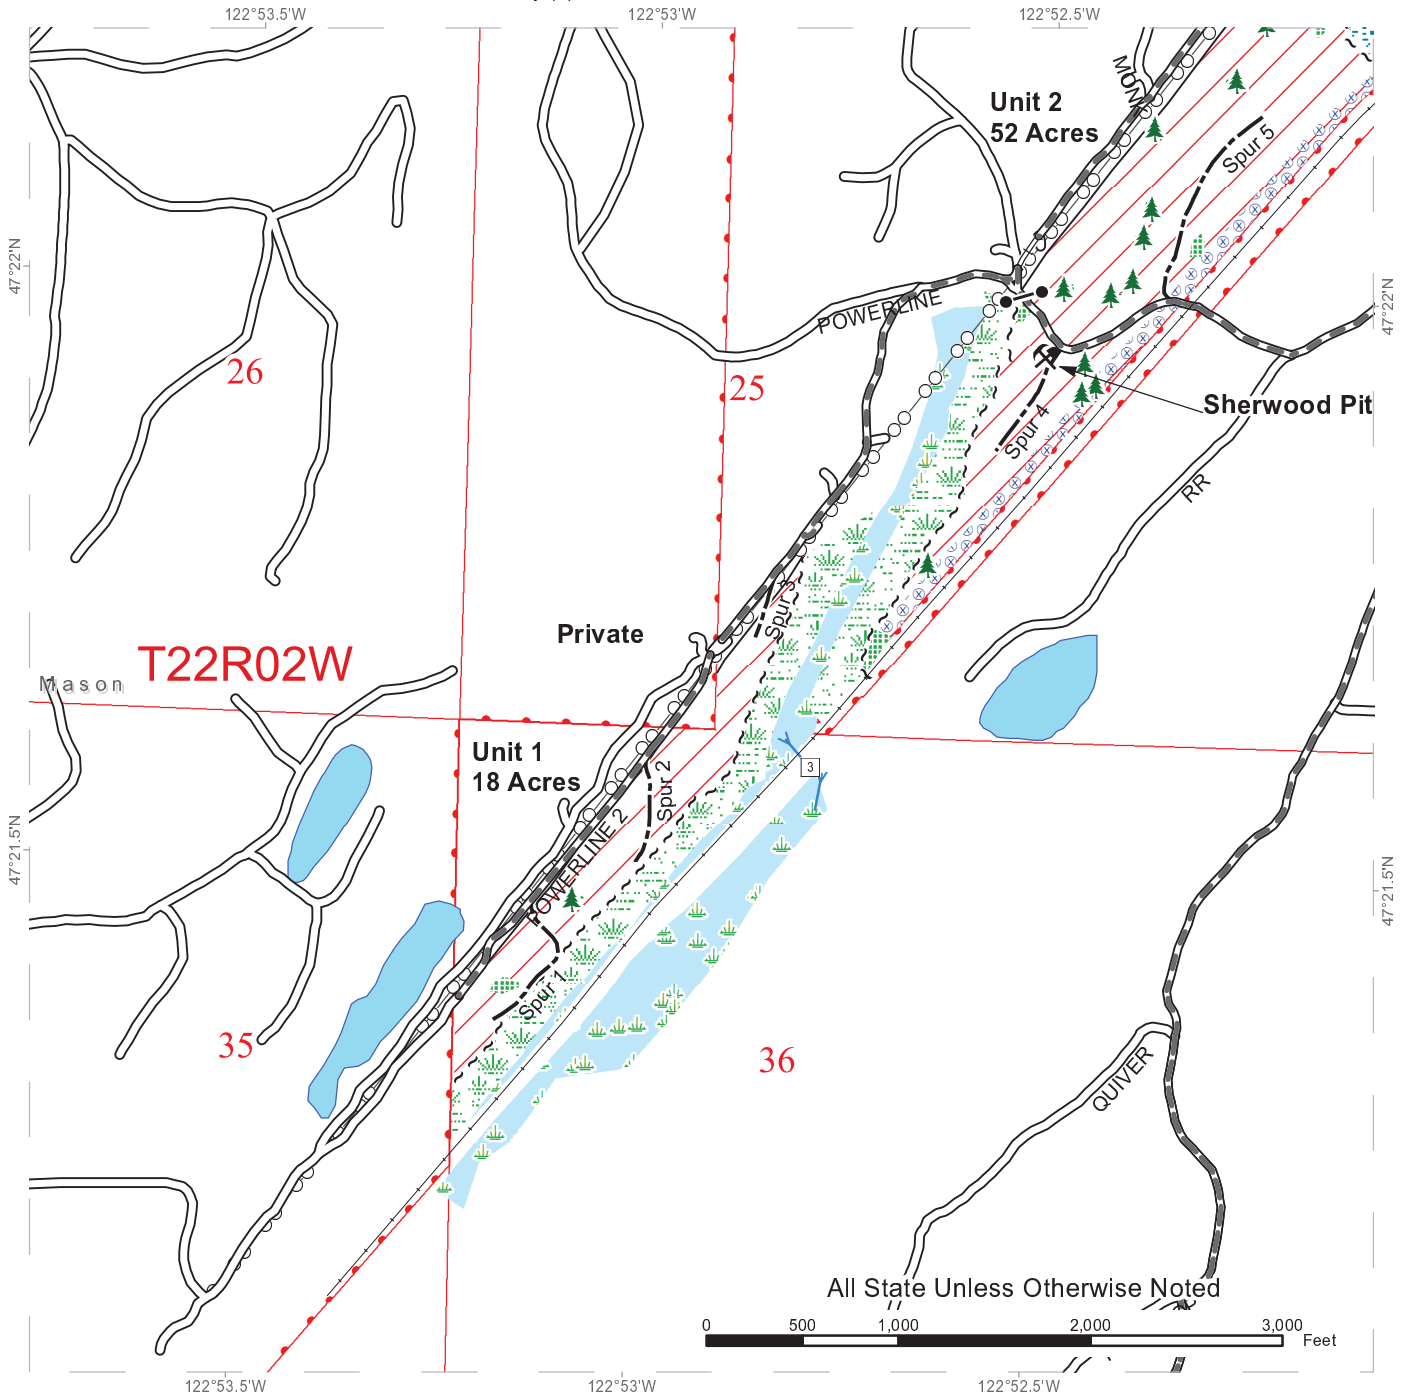 122°53.5'W
122°53'W
122°52.5'W
MONK
Unit 2
52 Acres
Spur 5
47°22'N
47°22'N
POWERLINE
26
25
Sherwood Pit
Spur 4
RR
Spur 3
Private
T22R02W
Mason
Unit 1
18 Acres
Spur 2
3
POWERLINE 2
47°21.5'N
47°21.5'N
Spur 1
35
36
QUIVER
All State Unless Otherwise Noted
0 500 1,000 2,000 3,000
Feet
122°53.5'W
122°53'W
122°52.5'W